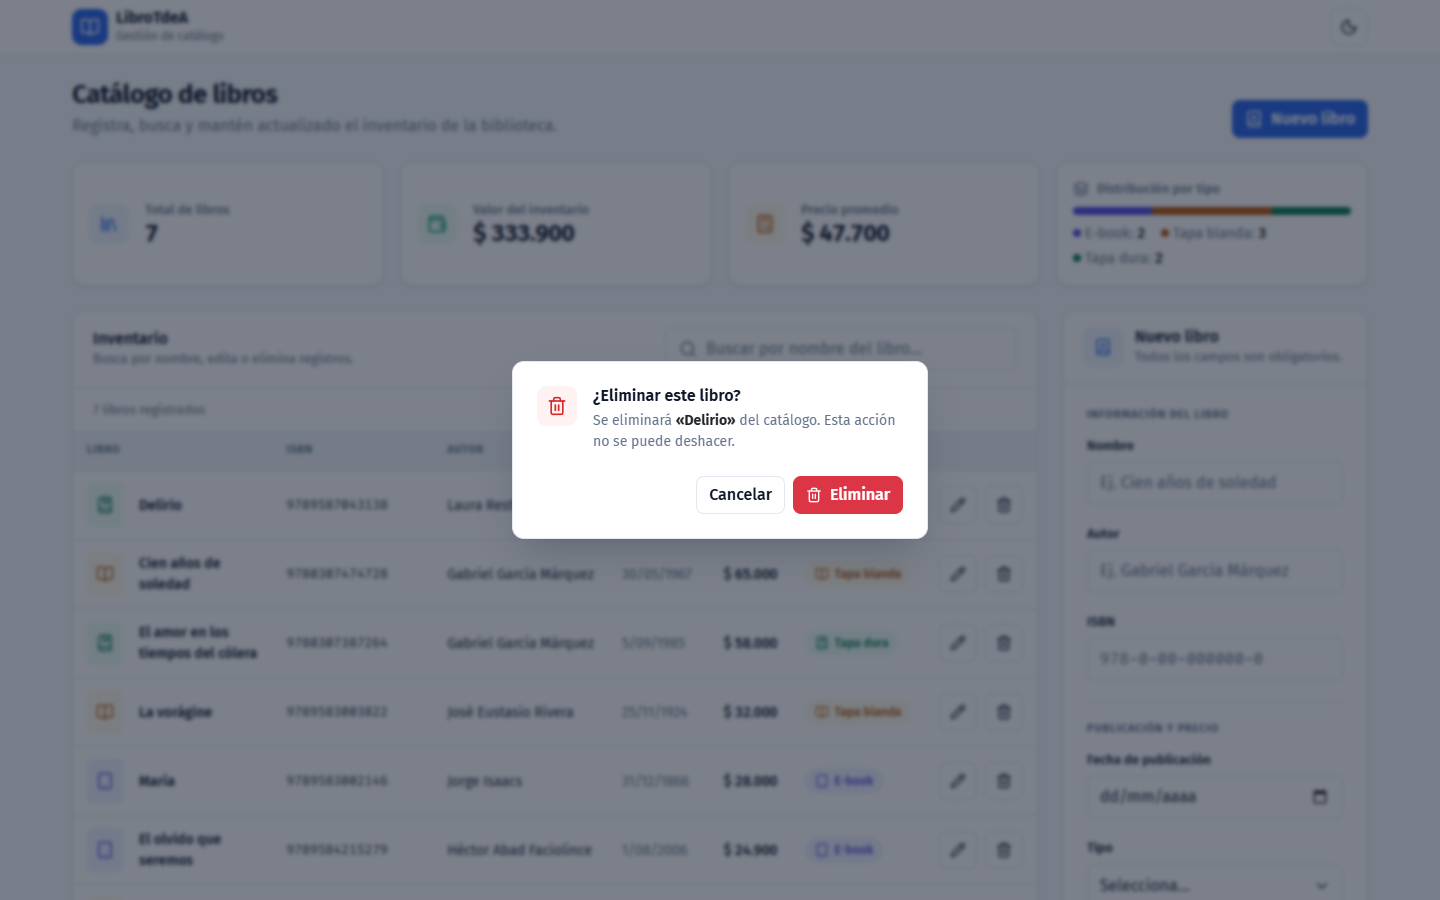 LibroTdeA
Gestión de catálogo
Catálogo de libros
Registra, busca y mantén actualizado el inventario de la biblioteca.
Nuevo libro
Total de libros
7
Valor del inventario
$ 333.900
Precio promedio
$ 47.700
Distribución por tipo
E-book: 2 Tapa blanda: 3
Tapa dura: 2
Inventario
Busca por nombre, edita o elimina registros.
Buscar por nombre del libro...
7 libros registrados
LIBRO ISBN AUTOR
Delirio 9789587043138 Laura
Cien años de
soledad
9780307474728 Gabriel García Márquez 30/05/1967 $ 65.000 Tapa blanda
El amor en los
tiempos del cólera
9780307387264 Gabriel García Márquez 5/09/1985 $ 58.000 Tapa dura
La vorágine 9789583003822 José Eustasio Rivera 25/11/1924 $ 32.000 Tapa blanda
María 9789583002146 Jorge Isaacs 31/12/1866 $ 28.000 E-book
El olvido que
seremos
9789584215279 Héctor Abad Faciolince 1/08/2006 $ 24.900 E-book
¿Eliminar este libro?
Se eliminará «Delirio» del catálogo. Esta acción
no se puede deshacer.
Cancelar
Eliminar
Nuevo libro
Todos los campos son obligatorios.
INFORMACIÓN DEL LIBRO
Nombre
Ej. Cien años de soledad
Autor
Ej. Gabriel García Márquez
ISBN
978-0-00-000000-0
PUBLICACIÓN Y PRECIO
Fecha de publicación
dd/mm/aaaa
Tipo
Selecciona...